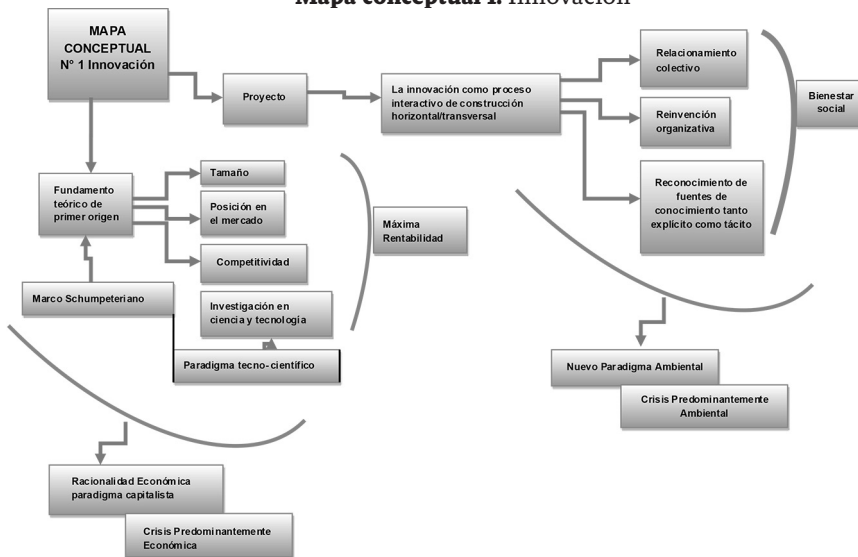 Mapa conceptual 1. Innovación
MAPA
CONCEPTUAL
N° 1 Innovación
Proyecto
La innovación como proceso
interactivo de construcción
horizontal/transversal
Relacionamiento
colectivo
Reinvención
organizativa
Reconocimiento de
fuentes de
conocimiento tanto
explícito como tácito
Bienestar
social
Fundamento
teórico de
primer origen
Tamaño
Posición en
el mercado
Competitividad
Máxima
Rentabilidad
Marco Schumpeteriano
Investigación en
ciencia y tecnología
Paradigma tecno-científico
Nuevo Paradigma Ambiental
Crisis Predominantemente
Ambiental
Racionalidad Económica
paradigma capitalista
Crisis Predominantemente
Económica